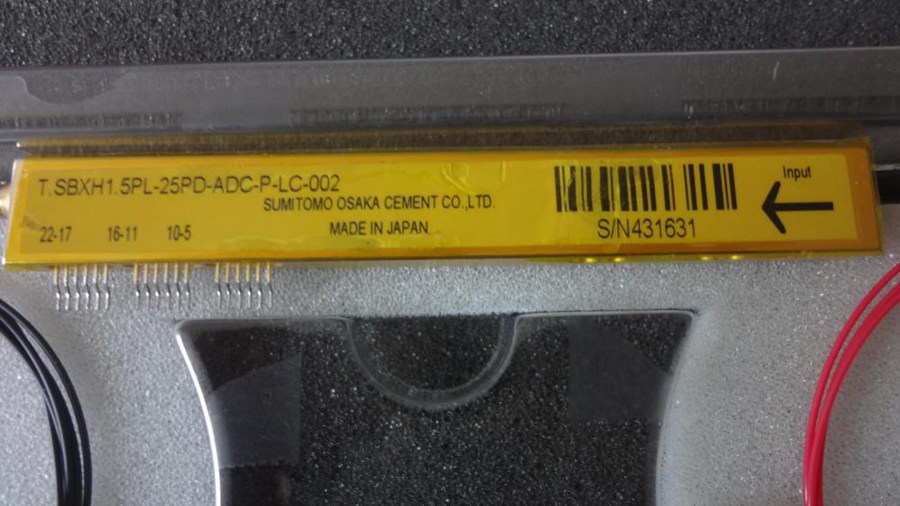 T.SBXH1.5PL-25PD-ADC-P-LC-002
SUMITOMO OSAKA CEMENT CO.,LTD.
MADE IN JAPAN
22-17 16-11 10-5
S/N431631
Input